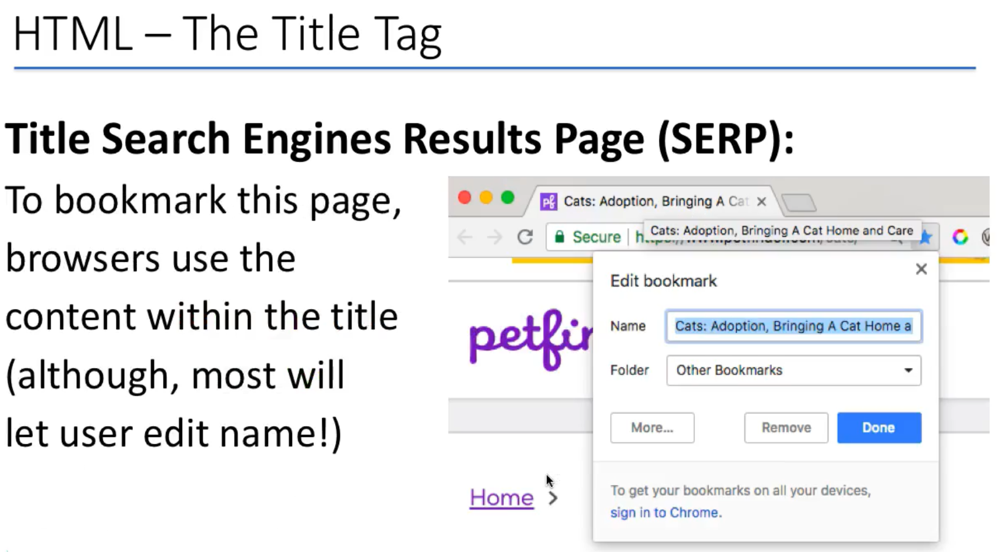 HTML – The Title Tag
Title Search Engines Results Page (SERP):
To bookmark this page,
browsers use the
content within the title
(although, most will
let user edit name!)
pf Cats: Adoption, Bringing A Cat
Secure
Cats: Adoption, Bringing A Cat Home and Care
Edit bookmark
Name Cats: Adoption, Bringing A Cat Home a
Folder Other Bookmarks
More... Remove Done
To get your bookmarks on all your devices,
sign in to Chrome.
petfin
Home >